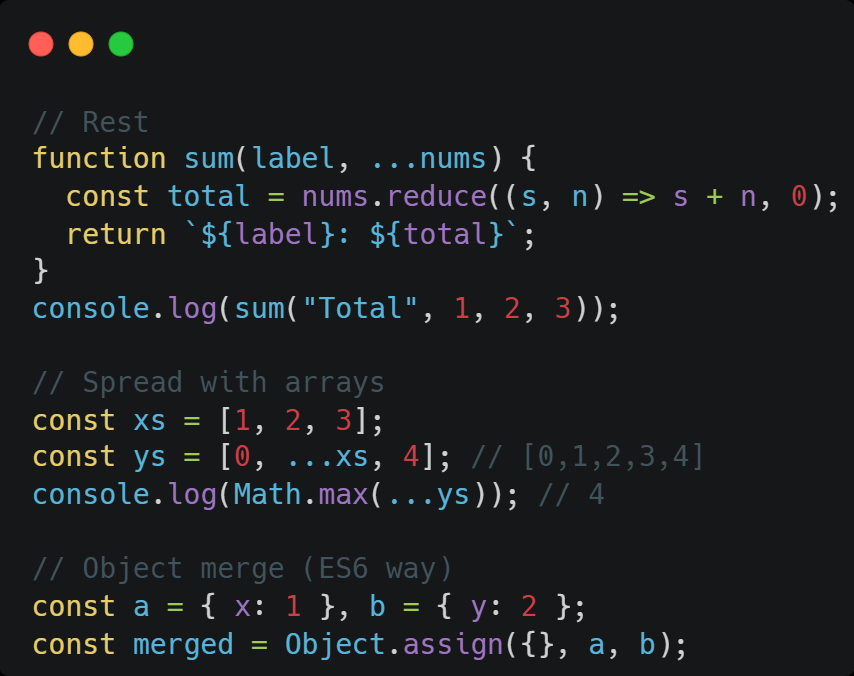 // Rest
function sum(label, ...nums) {
  const total = nums.reduce((s, n) => s + n, 0);
  return `${label}: ${total}`;
}
console.log(sum("Total", 1, 2, 3));

// Spread with arrays
const xs = [1, 2, 3];
const ys = [0, ...xs, 4]; // [0,1,2,3,4]
console.log(Math.max(...ys)); // 4

// Object merge (ES6 way)
const a = { x: 1 }, b = { y: 2 };
const merged = Object.assign({}, a, b);